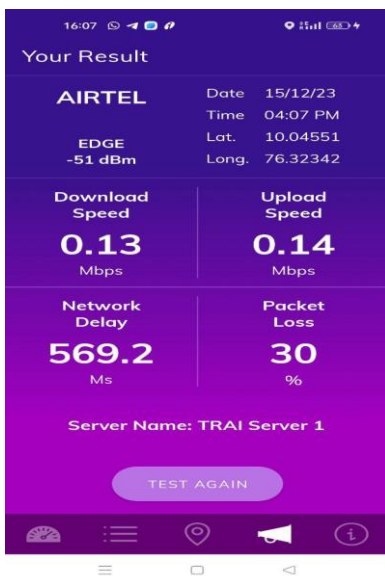 16:07
63
Your Result
AIRTEL
EDGE
-51 dBm
Date 15/12/23
Time 04:07 PM
Lat. 10.04551
Long. 76.32342
Download
Speed
0.13
Mbps
Upload
Speed
0.14
Mbps
Network
Delay
569.2
Ms
Packet
Loss
30
%
Server Name: TRAI Server 1
TEST AGAIN